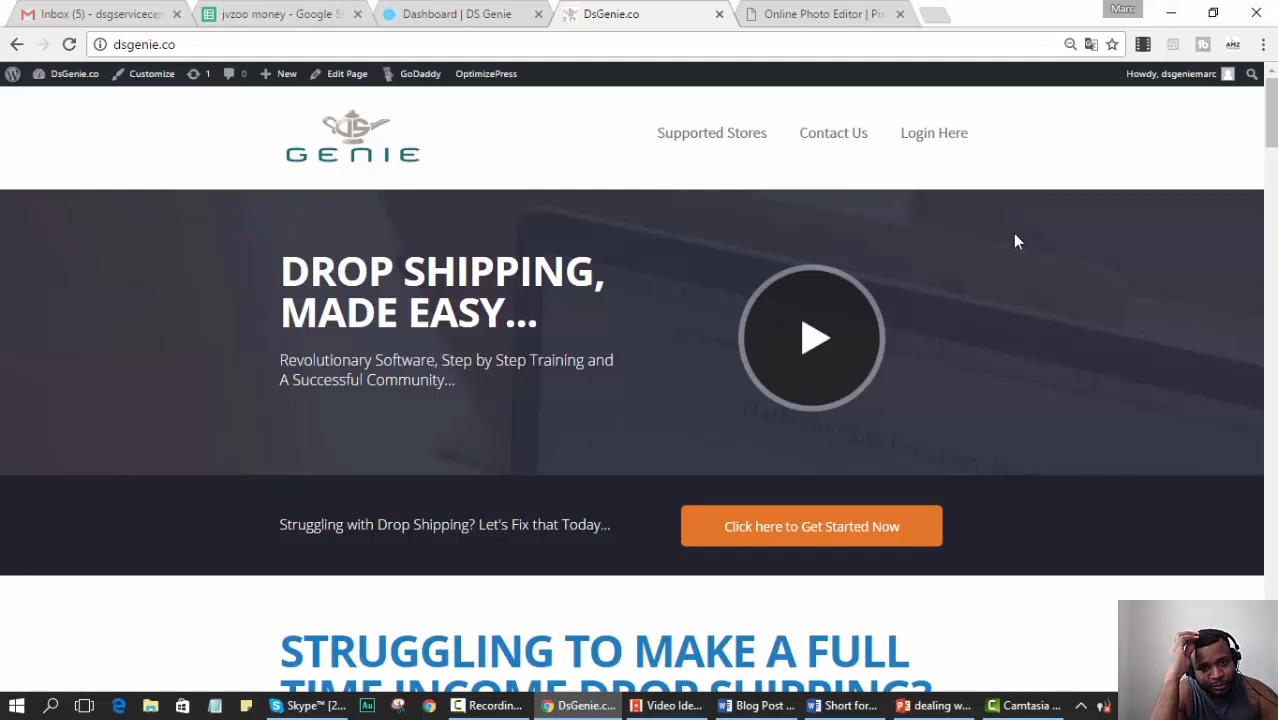 Marc
Inbox (5) - dsgservicecen
jvzoo money - Google S
Dashboard | DS Genie
DsGenie.co
Online Photo Editor | Pix
dsgenie.co
AMZ
DsGenie.co
Customize
1
0
New
Edit Page
GoDaddy
OptimizePress
Howdy, dsgeniemarc
DS
GENIE
Supported Stores
Contact Us
Login Here
DROP SHIPPING,
MADE EASY...
Revolutionary Software, Step by Step Training and
A Successful Community...
Struggling with Drop Shipping? Let's Fix that Today...
Click here to Get Started Now
STRUGGLING TO MAKE A FULL
TIME INCOME DROP SHIPPING?
Skype™ [2...
Au
Recordin...
DsGenie.c...
Video Ide...
Blog Post ...
Short for...
dealing w...
Camtasia ...